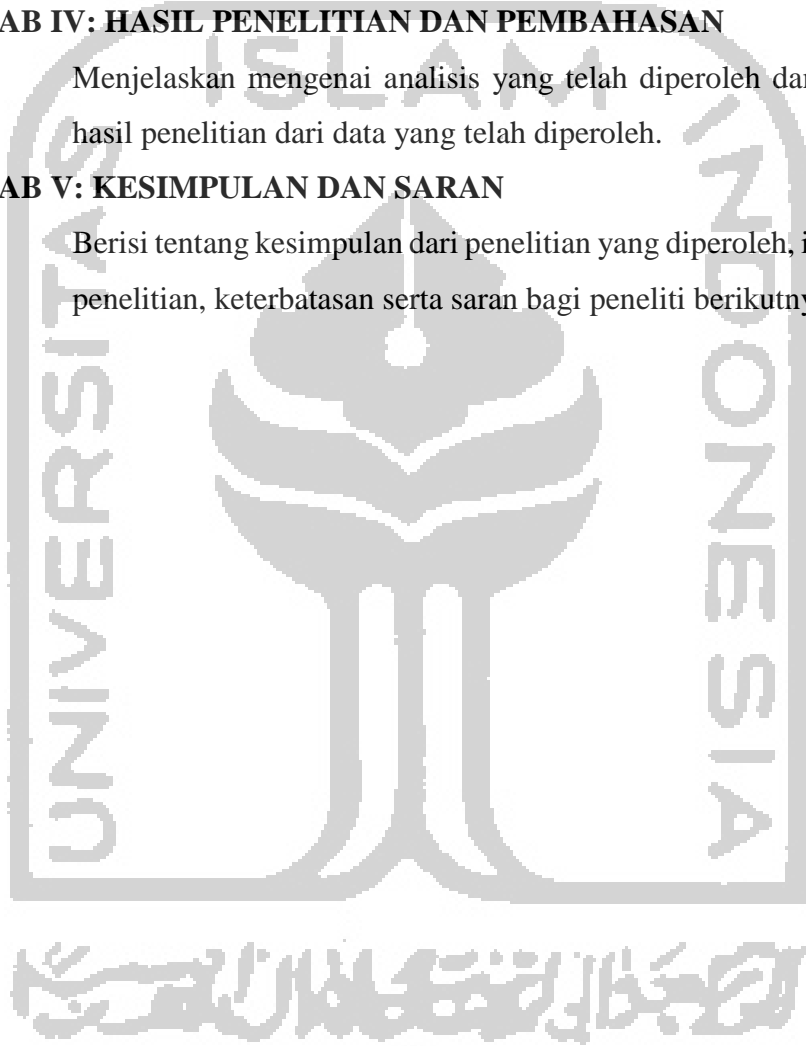 AB IV: HASIL PENELITIAN DAN PEMBAHASAN
Menjelaskan mengenai analisis yang telah diperoleh dar
hasil penelitian dari data yang telah diperoleh.
AB V: KESIMPULAN DAN SARAN
Berisi tentang kesimpulan dari penelitian yang diperoleh, i
penelitian, keterbatasan serta saran bagi peneliti berikutny
UNIVERSITAS
ISLAM
INDONESIA